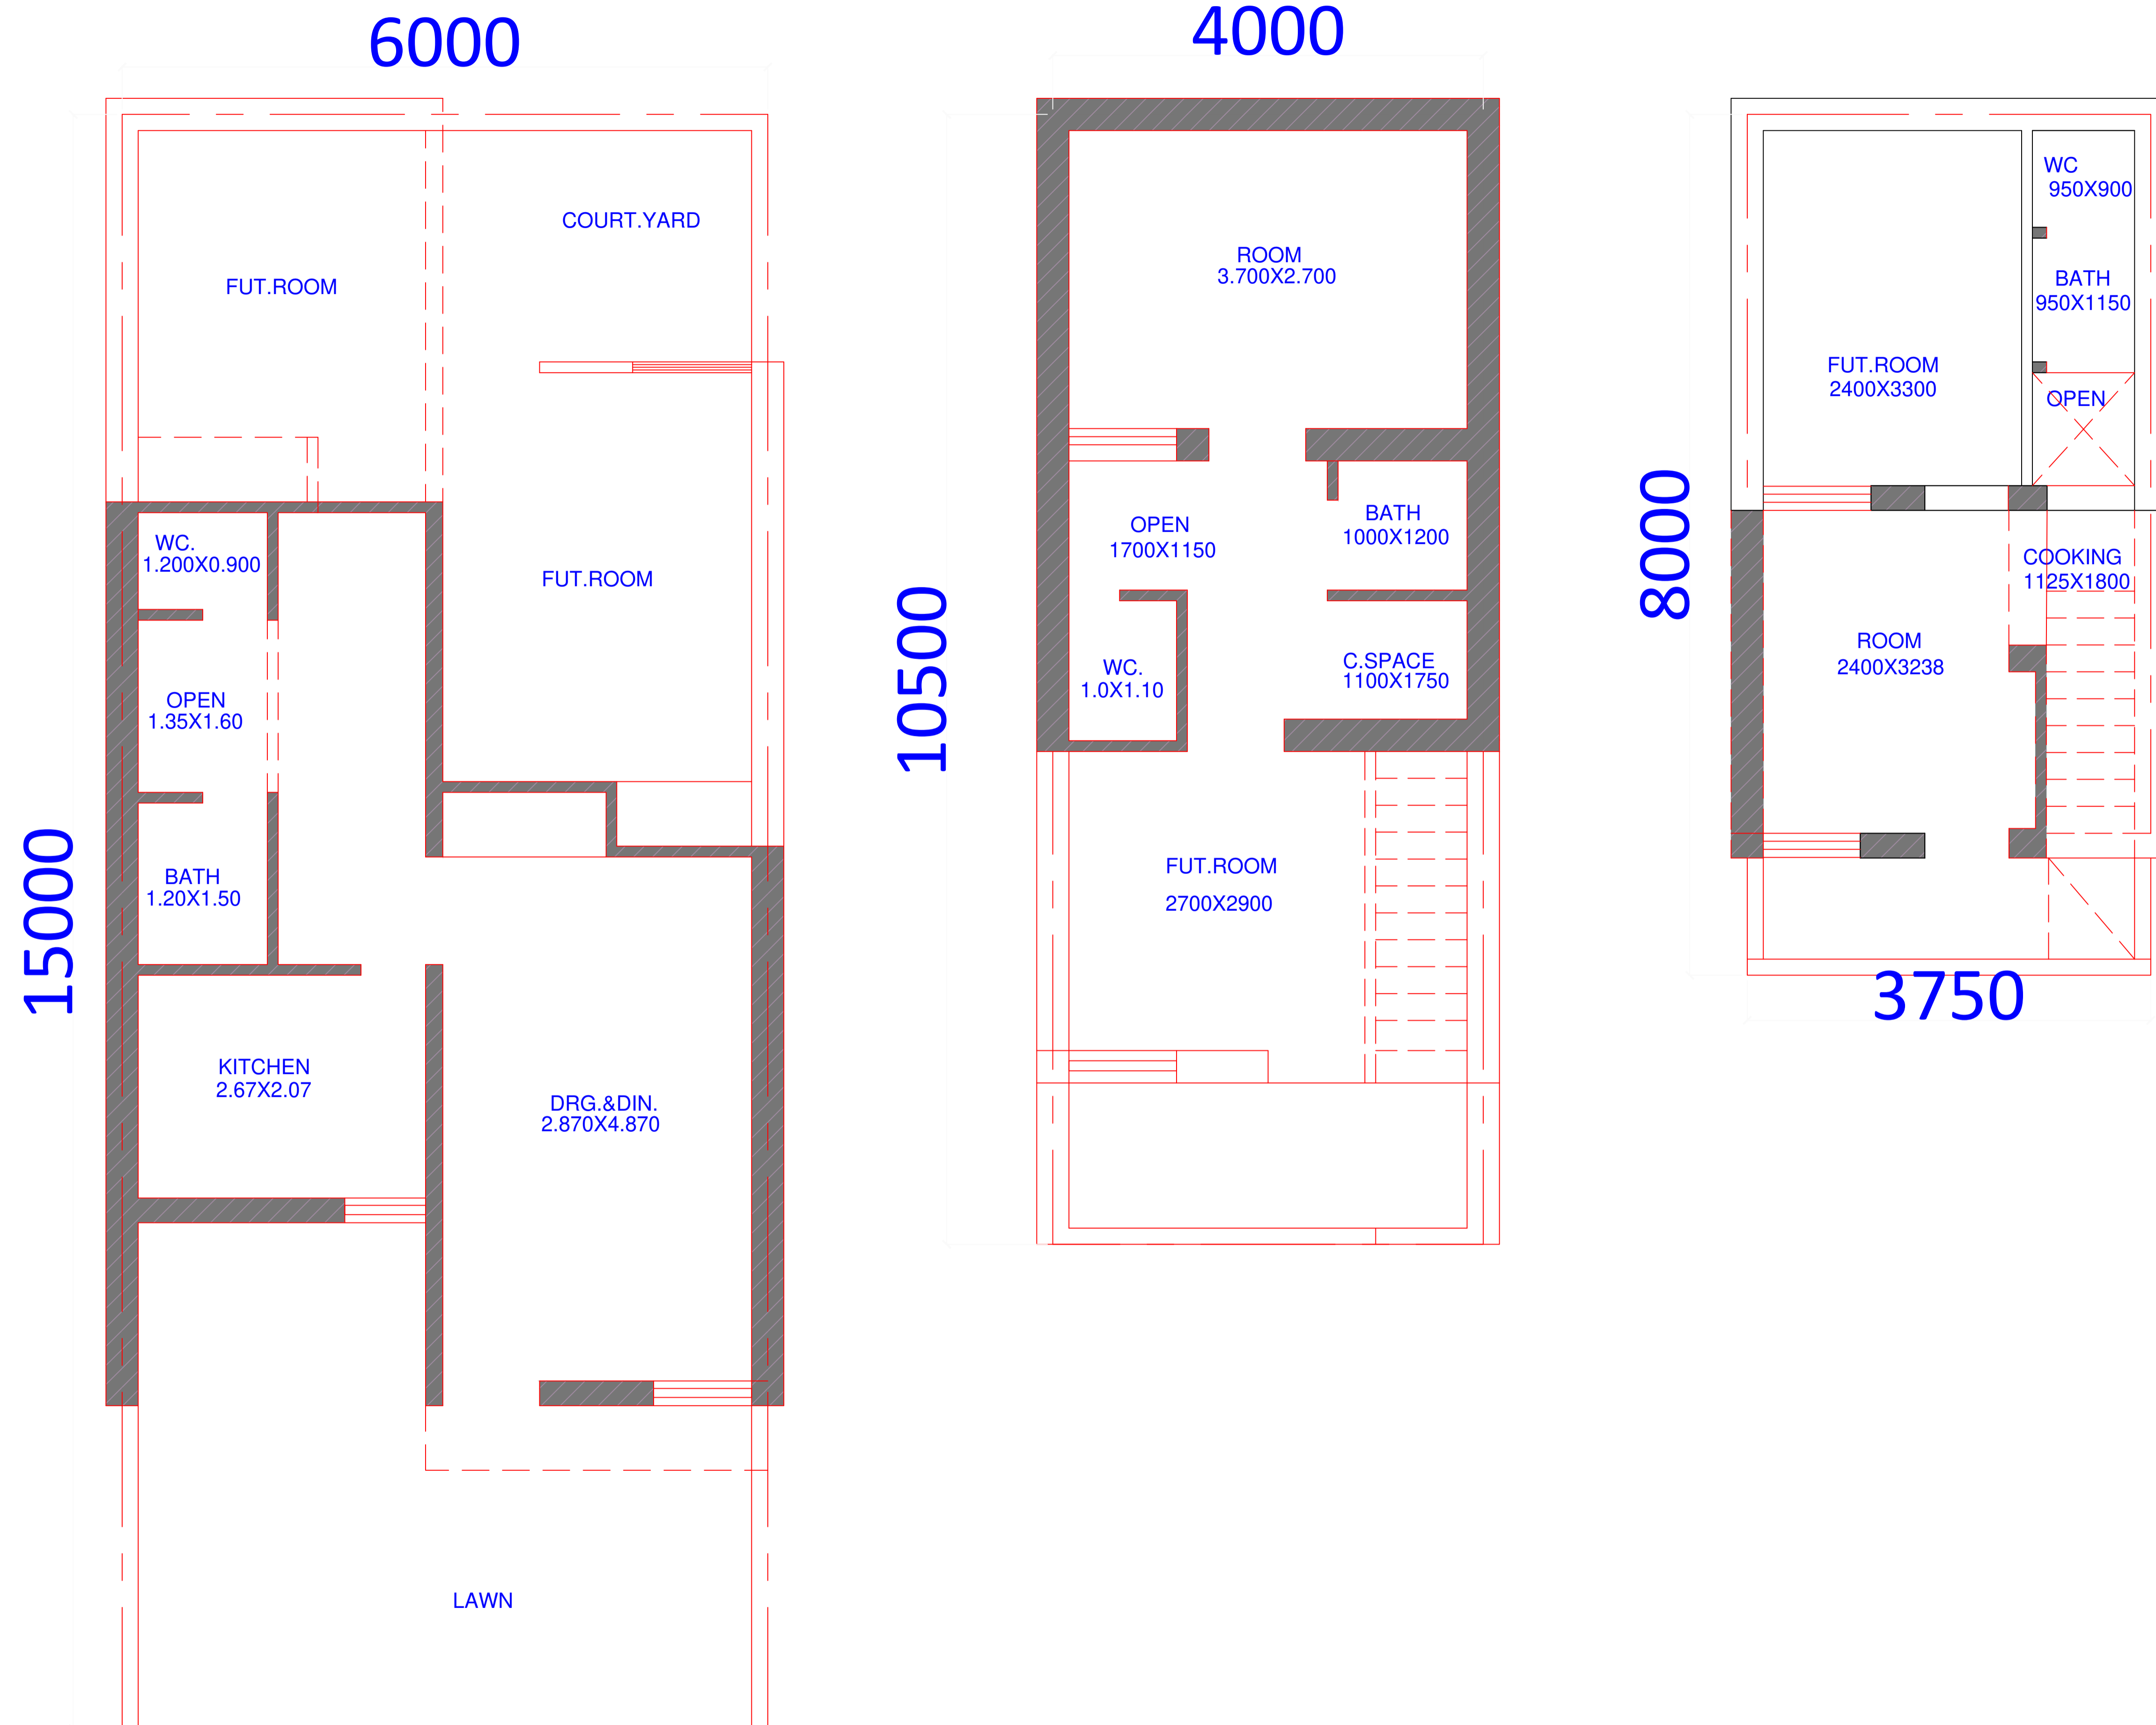 6000
COURT.YARD
FUT.ROOM
FUT.ROOM
WC.
1.200X0.900
OPEN
1.35X1.60
BATH
1.20X1.50
KITCHEN
2.67X2.07
DRG.&DIN.
2.870X4.870
LAWN
15000
4000
ROOM
3.700X2.700
OPEN
1700X1150
BATH
1000X1200
WC.
1.0X1.10
C.SPACE
1100X1750
FUT.ROOM
2700X2900
10500
WC
950X900
BATH
950X1150
FUT.ROOM
2400X3300
OPEN
COOKING
1125X1800
ROOM
2400X3238
8000
3750